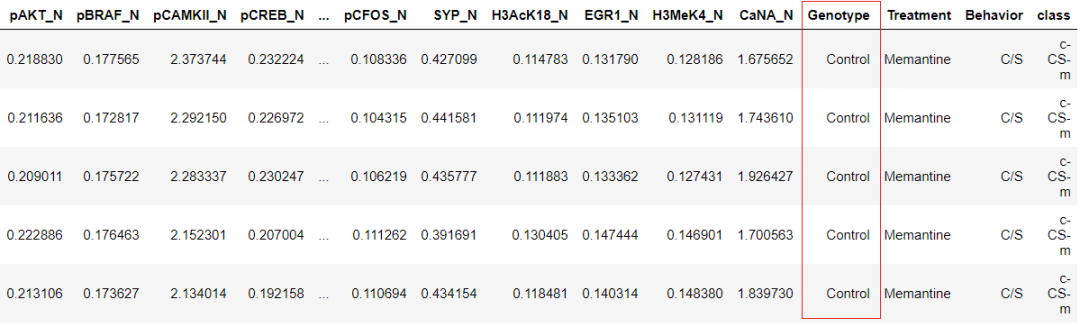 pAKT_N pBRAF_N pCAMKII_N pCREB_N ... pCFOS_N SYP_N H3AcK18_N EGR1_N H3MeK4_N CaNA_N Genotype Treatment Behavior class
0.218830 0.177565 2.373744 0.232224 ... 0.108336 0.427099 0.114783 0.131790 0.128186 1.675652 Control Memantine C/S c-
CS-
m
0.211636 0.172817 2.292150 0.226972 ... 0.104315 0.441581 0.111974 0.135103 0.131119 1.743610 Control Memantine C/S c-
CS-
m
0.209011 0.175722 2.283337 0.230247 ... 0.106219 0.435777 0.111883 0.133362 0.127431 1.926427 Control Memantine C/S c-
CS-
m
0.222886 0.176463 2.152301 0.207004 ... 0.111262 0.391691 0.130405 0.147444 0.146901 1.700563 Control Memantine C/S c-
CS-
m
0.213106 0.173627 2.134014 0.192158 ... 0.110694 0.434154 0.118481 0.140314 0.148380 1.839730 Control Memantine C/S c-
CS-
m